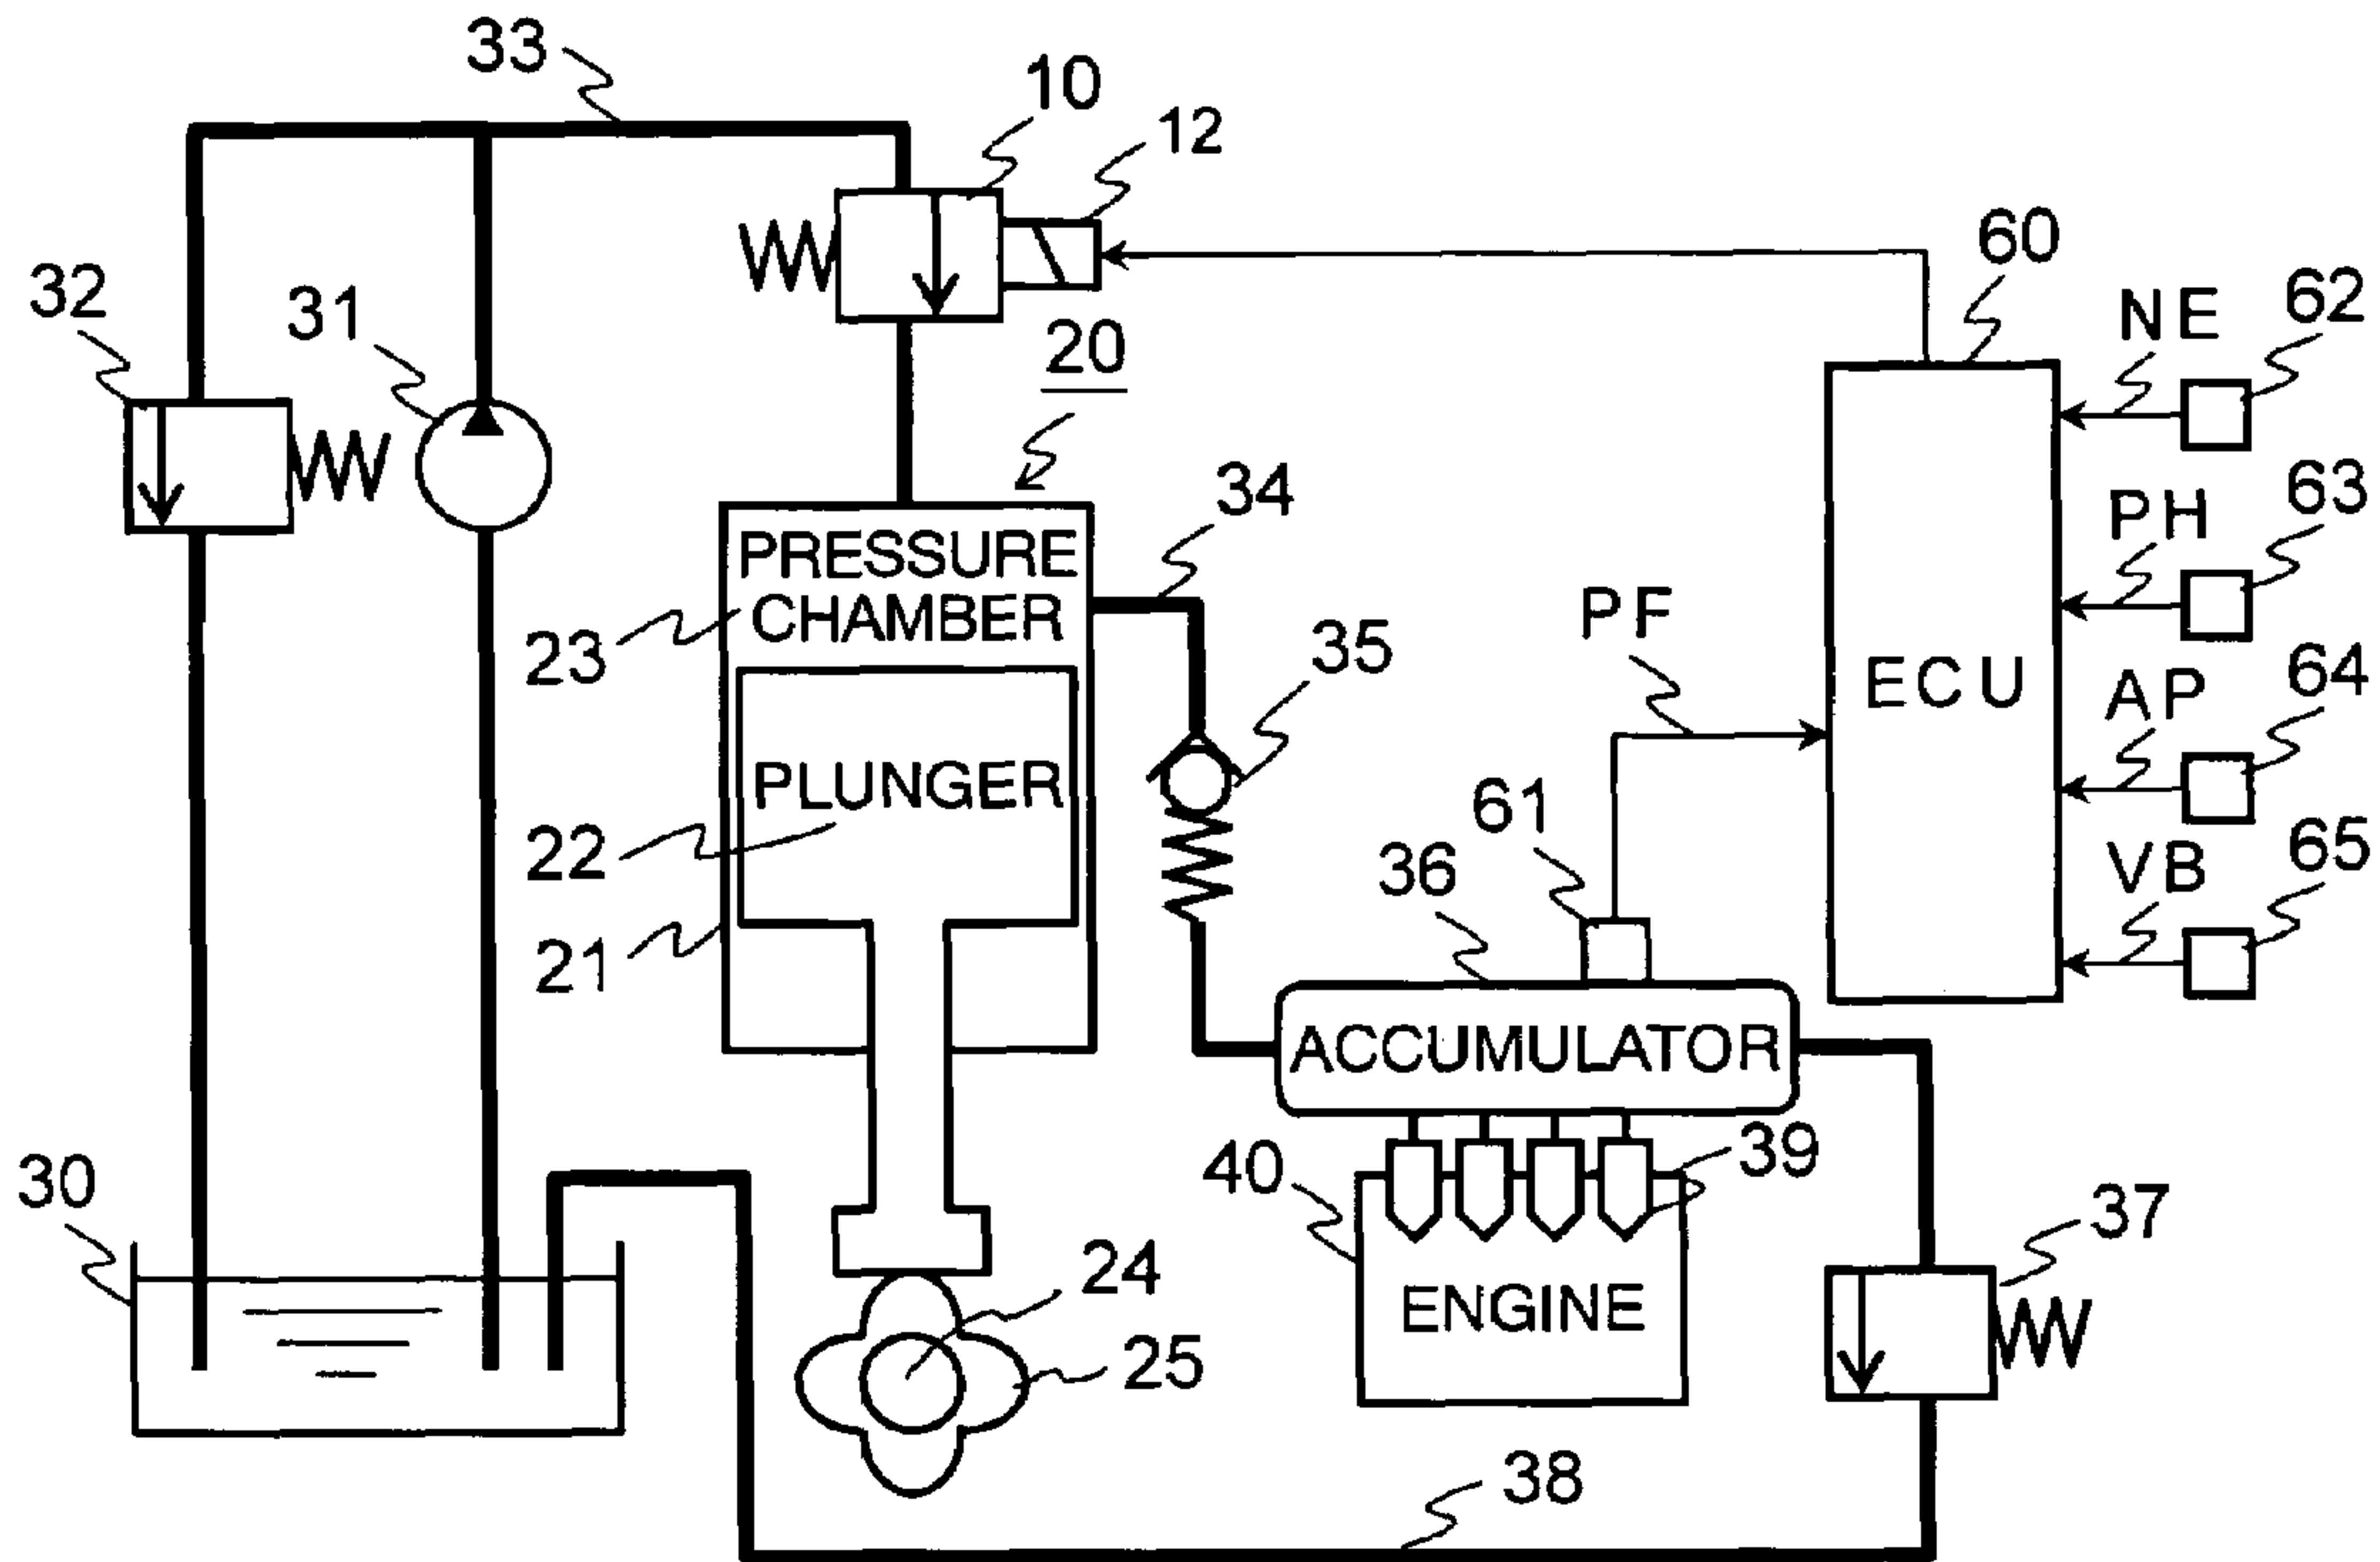 33
10
12
60
32
31
NE
62
20
34
PH
63
PRESSURE
CHAMBER
23
PF
35
ECU
AP
64
PLUNGER
61
22
36
VB
65
21
ACCUMULATOR
30
40
39
37
24
ENGINE
25
38